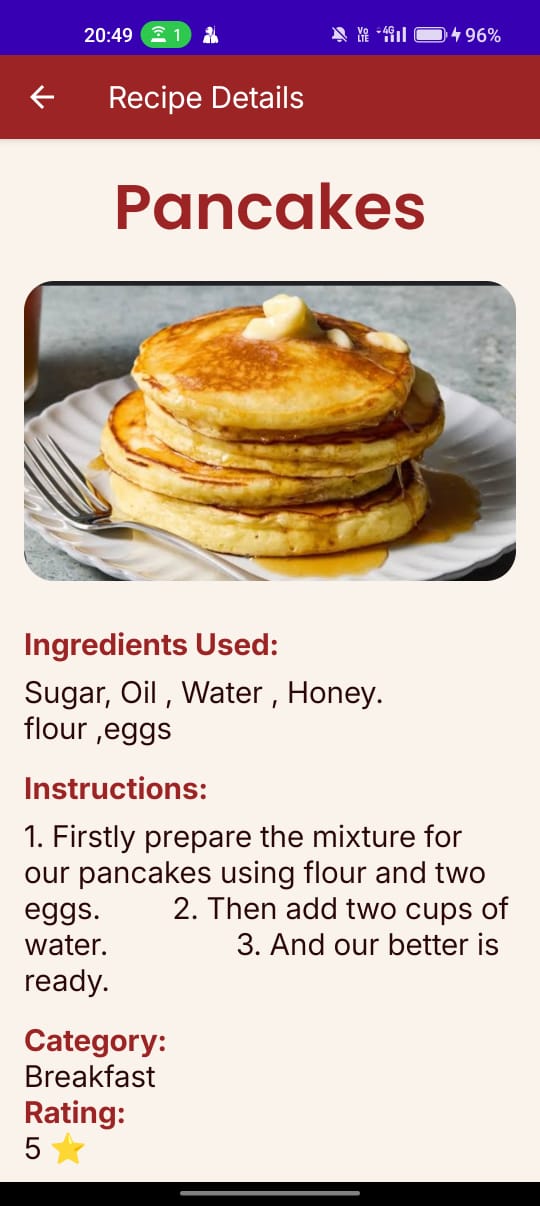 20:49 1 Vo LTE 4G 96%
Recipe Details
Pancakes
Ingredients Used:
Sugar, Oil , Water , Honey.
flour ,eggs
Instructions:
1. Firstly prepare the mixture for
our pancakes using flour and two
eggs. 2. Then add two cups of
water. 3. And our better is
ready.
Category:
Breakfast
Rating:
5 ⭐